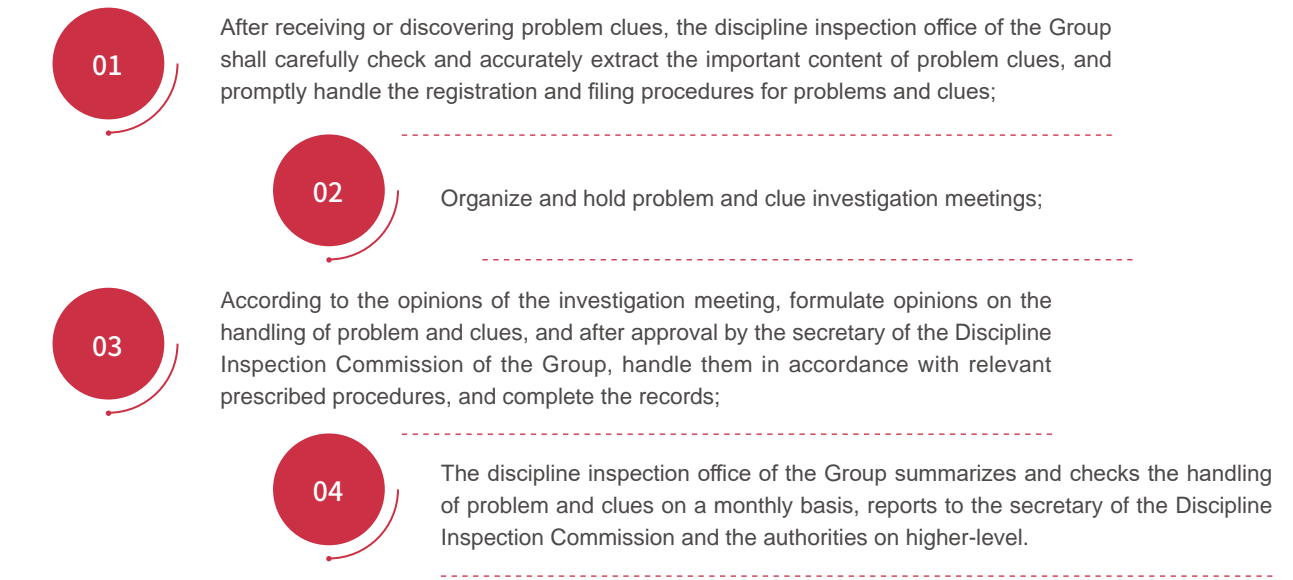 01
After receiving or discovering problem clues, the discipline inspection office of the Group
shall carefully check and accurately extract the important content of problem clues, and
promptly handle the registration and filing procedures for problems and clues;
02
Organize and hold problem and clue investigation meetings;
03
According to the opinions of the investigation meeting, formulate opinions on the
handling of problem and clues, and after approval by the secretary of the Discipline
Inspection Commission of the Group, handle them in accordance with relevant
prescribed procedures, and complete the records;
04
The discipline inspection office of the Group summarizes and checks the handling
of problem and clues on a monthly basis, reports to the secretary of the Discipline
Inspection Commission and the authorities on higher-level.